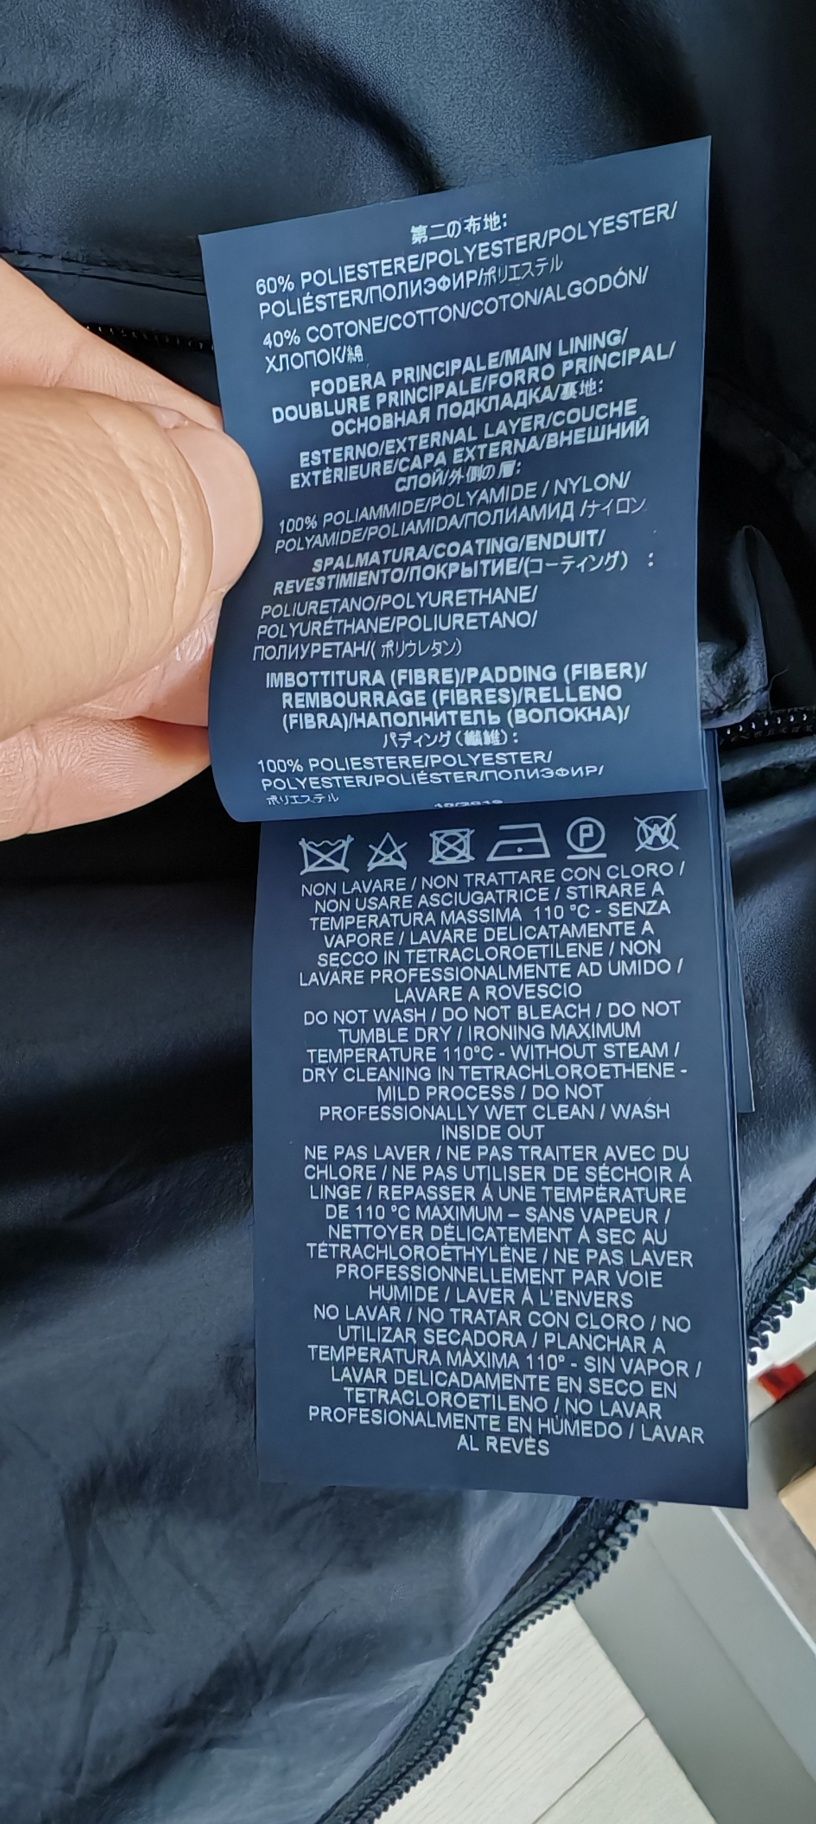 第二の布地:
60% POLIESTERE/POLYESTER/POLYESTER/
POLIÉSTER/ПОЛИЭФИР/ポリエステル
40% COTONE/COTTON/COTON/ALGODÓN/
ХЛОПОК/綿
FODERA PRINCIPALE/MAIN LINING/
DOUBLURE PRINCIPALE/FORRO PRINCIPAL/
ОСНОВНАЯ ПОДКЛАДКА/裏地:
ESTERNO/EXTERNAL LAYER/COUCHE
EXTÉRIEURE/CAPA EXTERNA/ВНЕШНИЙ
СЛОЙ/外側の層:
100% POLIAMMIDE/POLYAMIDE / NYLON/
POLYAMIDE/POLIAMIDA/ПОЛИАМИД /ナイロン
SPALMATURA/COATING/ENDUIT/
REVESTIMIENTO/ПОКРЫТИЕ/(コーティング) :
POLIURETANO/POLYURETHANE/
POLYURÉTHANE/POLIURETANO/
ПОЛИУРЕТАН/( ポリウレタン)
IMBOTTITURA (FIBRE)/PADDING (FIBER)/
REMBOURRAGE (FIBRES)/RELLENO
(FIBRA)/НАПОЛНИТЕЛЬ (ВОЛОКНА)/
パディング (繊維) :
100% POLIESTERE/POLYESTER/
POLYESTER/POLIÉSTER/ПОЛИЭФИР/
ポリエステル
P
W
NON LAVARE / NON TRATTARE CON CLORO /
NON USARE ASCIUGATRICE / STIRARE A
TEMPERATURA MASSIMA 110 °C - SENZA
VAPORE / LAVARE DELICATAMENTE A
SECCO IN TETRACLOROETILENE / NON
LAVARE PROFESSIONALMENTE AD UMIDO /
LAVARE A ROVESCIO
DO NOT WASH / DO NOT BLEACH / DO NOT
TUMBLE DRY / IRONING MAXIMUM
TEMPERATURE 110°C - WITHOUT STEAM /
DRY CLEANING IN TETRACHLOROETHENE -
MILD PROCESS / DO NOT
PROFESSIONALLY WET CLEAN / WASH
INSIDE OUT
NE PAS LAVER / NE PAS TRAITER AVEC DU
CHLORE / NE PAS UTILISER DE SÉCHOIR À
LINGE / REPASSER À UNE TEMPÉRATURE
DE 110 °C MAXIMUM – SANS VAPEUR /
NETTOYER DÉLICATEMENT À SEC AU
TÉTRACHLOROÉTHYLÈNE / NE PAS LAVER
PROFESSIONNELLEMENT PAR VOIE
HUMIDE / LAVER À L'ENVERS
NO LAVAR / NO TRATAR CON CLORO / NO
UTILIZAR SECADORA / PLANCHAR A
TEMPERATURA MÁXIMA 110° - SIN VAPOR /
LAVAR DELICADAMENTE EN SECO EN
TETRACLOROETILENO / NO LAVAR
PROFESIONALMENTE EN HÚMEDO / LAVAR
AL REVÉS